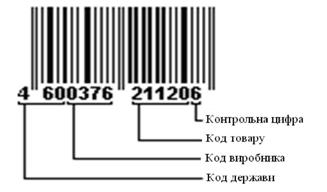 4 600376 211206
Контрольна цифра
Код товару
Код виробника
Код держави